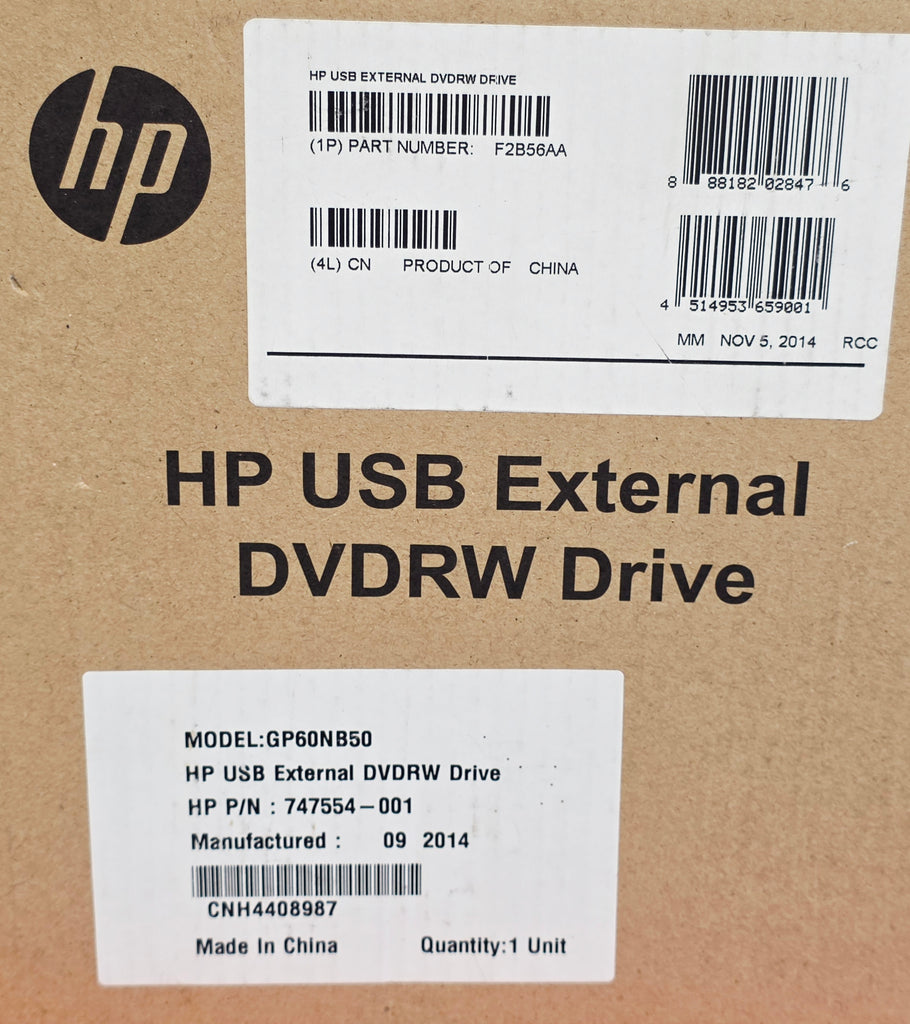 hp
HP USB EXTERNAL DVDRW DRIVE
(1P) PART NUMBER: F2B56AA
8 88182 02847 6
(4L) CN PRODUCT OF CHINA
4 514953 659001
MM NOV 5, 2014 RCC
HP USB External
DVDRW Drive
MODEL:GP60NB50
HP USB External DVDRW Drive
HP P/N : 747554-001
Manufactured : 09 2014
CNH4408987
Made In China Quantity:1 Unit